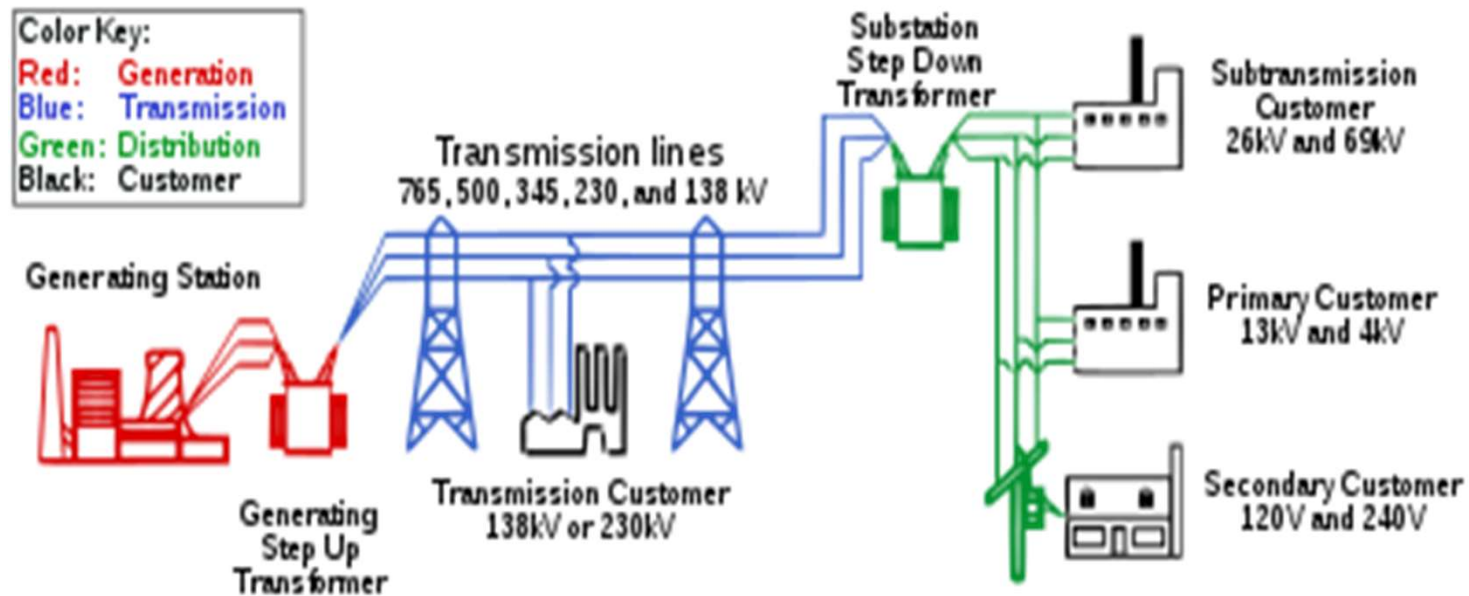 Color Key:
Red: Generation
Blue: Transmission
Green: Distribution
Black: Customer
Generating Station
Generating
Step Up
Transformer
Transmission lines
765, 500, 345, 230, and 138 kV
Transmission Customer
138kV or 230kV
Substation
Step Down
Transformer
Subtransmission
Customer
26kV and 69kV
Primary Customer
13kV and 4kV
Secondary Customer
120V and 240V